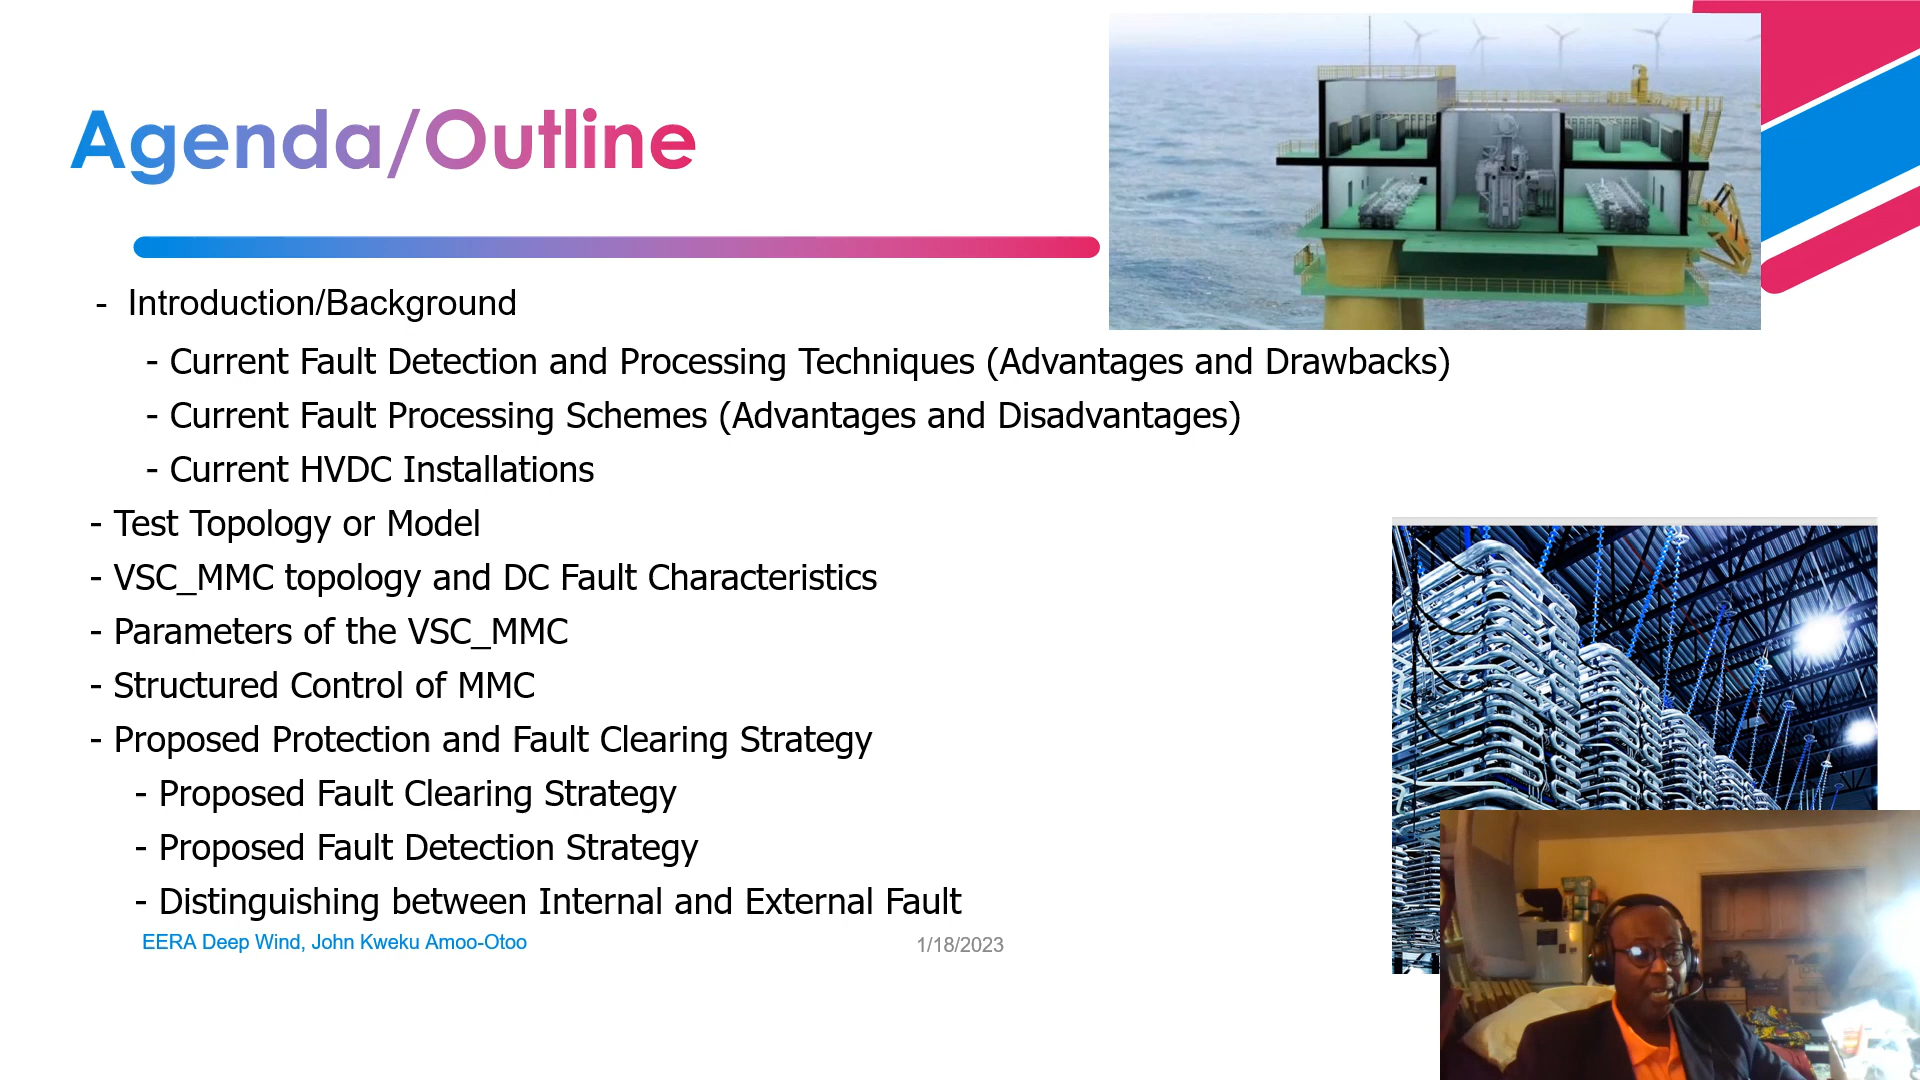 Agenda/Outline
- Introduction/Background
- Current Fault Detection and Processing Techniques (Advantages and Drawbacks)
- Current Fault Processing Schemes (Advantages and Disadvantages)
- Current HVDC Installations
- Test Topology or Model
- VSC_MMC topology and DC Fault Characteristics
- Parameters of the VSC_MMC
- Structured Control of MMC
- Proposed Protection and Fault Clearing Strategy
- Proposed Fault Clearing Strategy
- Proposed Fault Detection Strategy
- Distinguishing between Internal and External Fault
EERA Deep Wind, John Kweku Amoo-Otoo
1/18/2023